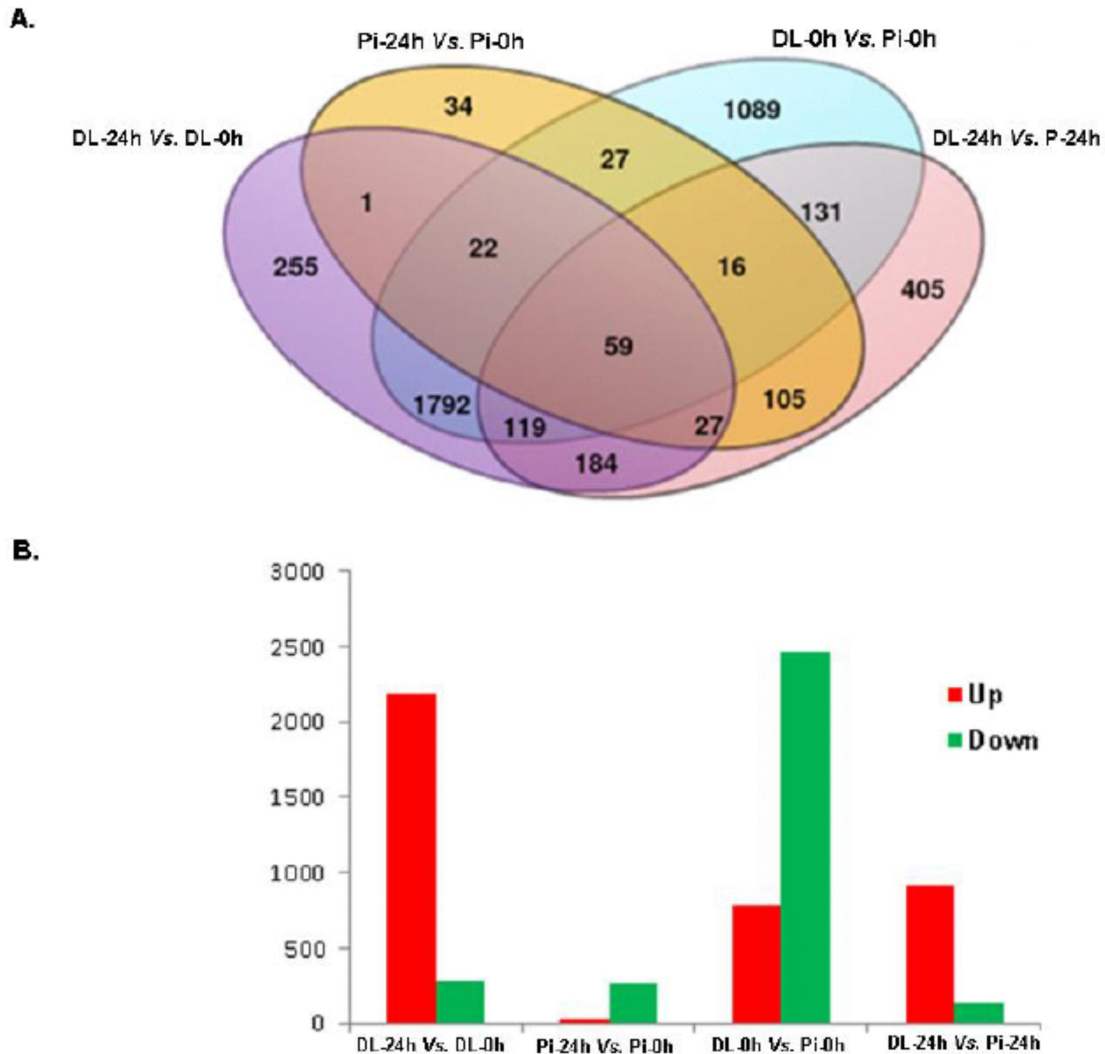 A.
Pi-24h Vs. Pi-0h
DL-0h Vs. Pi-0h
DL-24h Vs. DL-0h
DL-24h Vs. P-24h
34
1089
27
1
131
22
255
16
405
59
1792
119
27
105
184
B.
3000
2500
2000
1500
1000
500
0
Up
Down
DL-24h Vs. DL-0h
Pi-24h Vs. Pi-0h
DL-0h Vs. Pi-0h
DL-24h Vs. Pi-24h